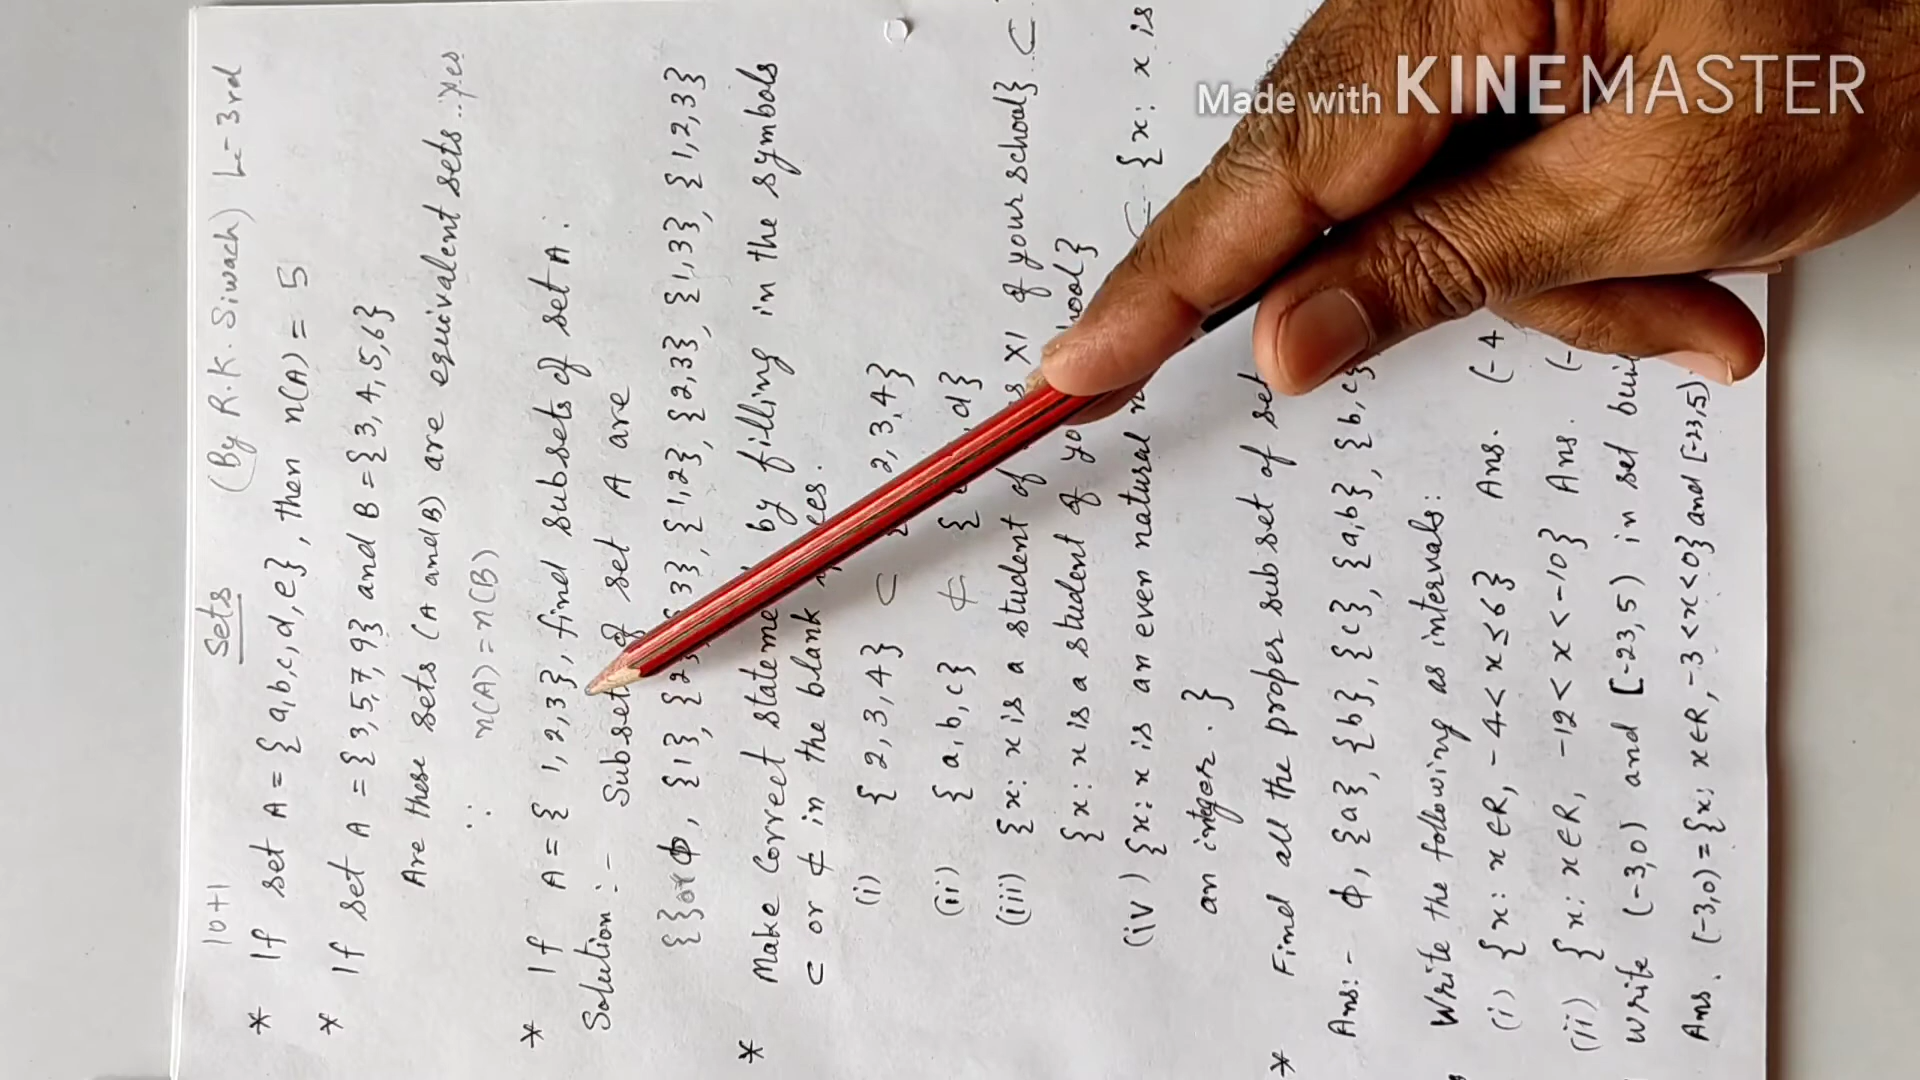 10+1 Sets (By R.K. Siwach) Lc-3rd
* If set A = {a,b,c,d,e}, then n(A) = 5
* If set A = {3,5,7,9} and B = {3,4,5,6}
Are these sets (A and B) are equivalent sets...yes
∵ n(A) = n(B)
* If A = { 1,2,3}, find subsets of set A.
Solution:- Subsets of set A are
{ } or ϕ, {1}, {2}, {3}, {1,2}, {2,3}, {1,3}, {1,2,3}
* Make Correct stateme by filling in the symbols
⊂ or ⊄ in the blank
(i) {2,3,4} ⊂ 2,3,4}
(ii) {a,b,c} ⊄ { ,d}
(iii) {x: x is a student of XI of your school} ⊂
{x: x is a student of
(iv) {x: x is an even natural {x: x is
an integer.}
* Find all the proper subset of set
Ans:- ϕ, {a}, {b}, {c}, {a,b}, {b,c}
Write the following as intervals:
(i) {x: x∈R, -4 < x ≤ 6} Ans. (-4
(ii) {x: x∈R, -12 < x < -10} Ans. (-
Write (-3,0) and [-23,5) in set
Ans. (-3,0) = {x: x∈R, -3<x<0} and [-23,5)
Made with KINEMASTER